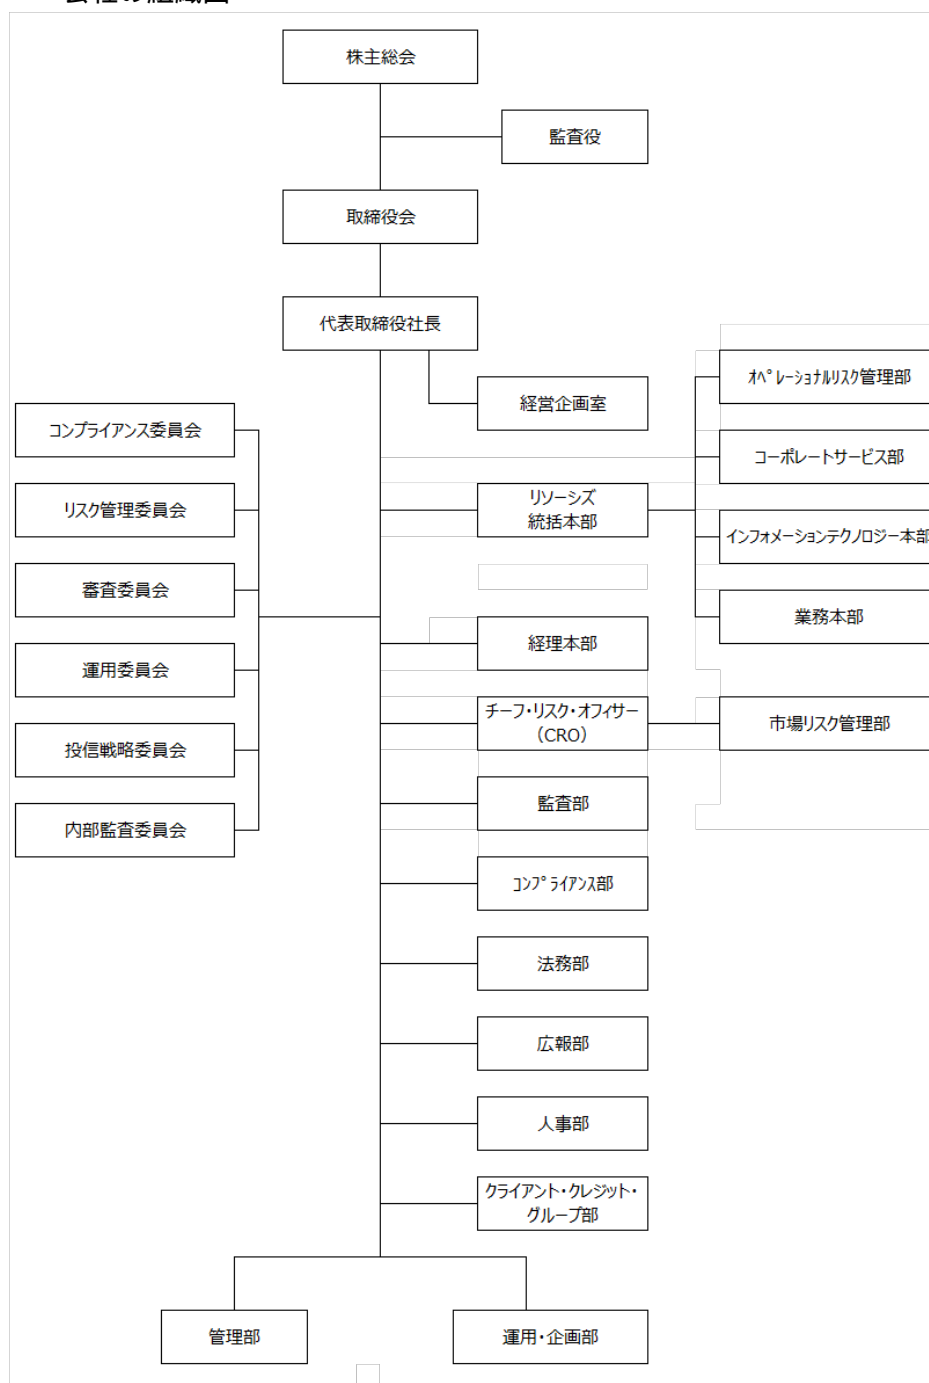 会社の組織図
株主総会
監査役
取締役会
代表取締役社長
経営企画室
コンプライアンス委員会
リスク管理委員会
審査委員会
運用委員会
投信戦略委員会
内部監査委員会
リソーシズ
統括本部
ｵﾍﾟﾚｰｼｮﾅﾙﾘｽｸ管理部
コーポレートサービス部
インフォメーションテクノロジー本部
業務本部
経理本部
チーフ・リスク・オフィサー
（CRO）
市場リスク管理部
監査部
ｺﾝﾌﾟﾗｲｱﾝｽ部
法務部
広報部
人事部
クライアント・クレジット・
グループ部
管理部
運用・企画部